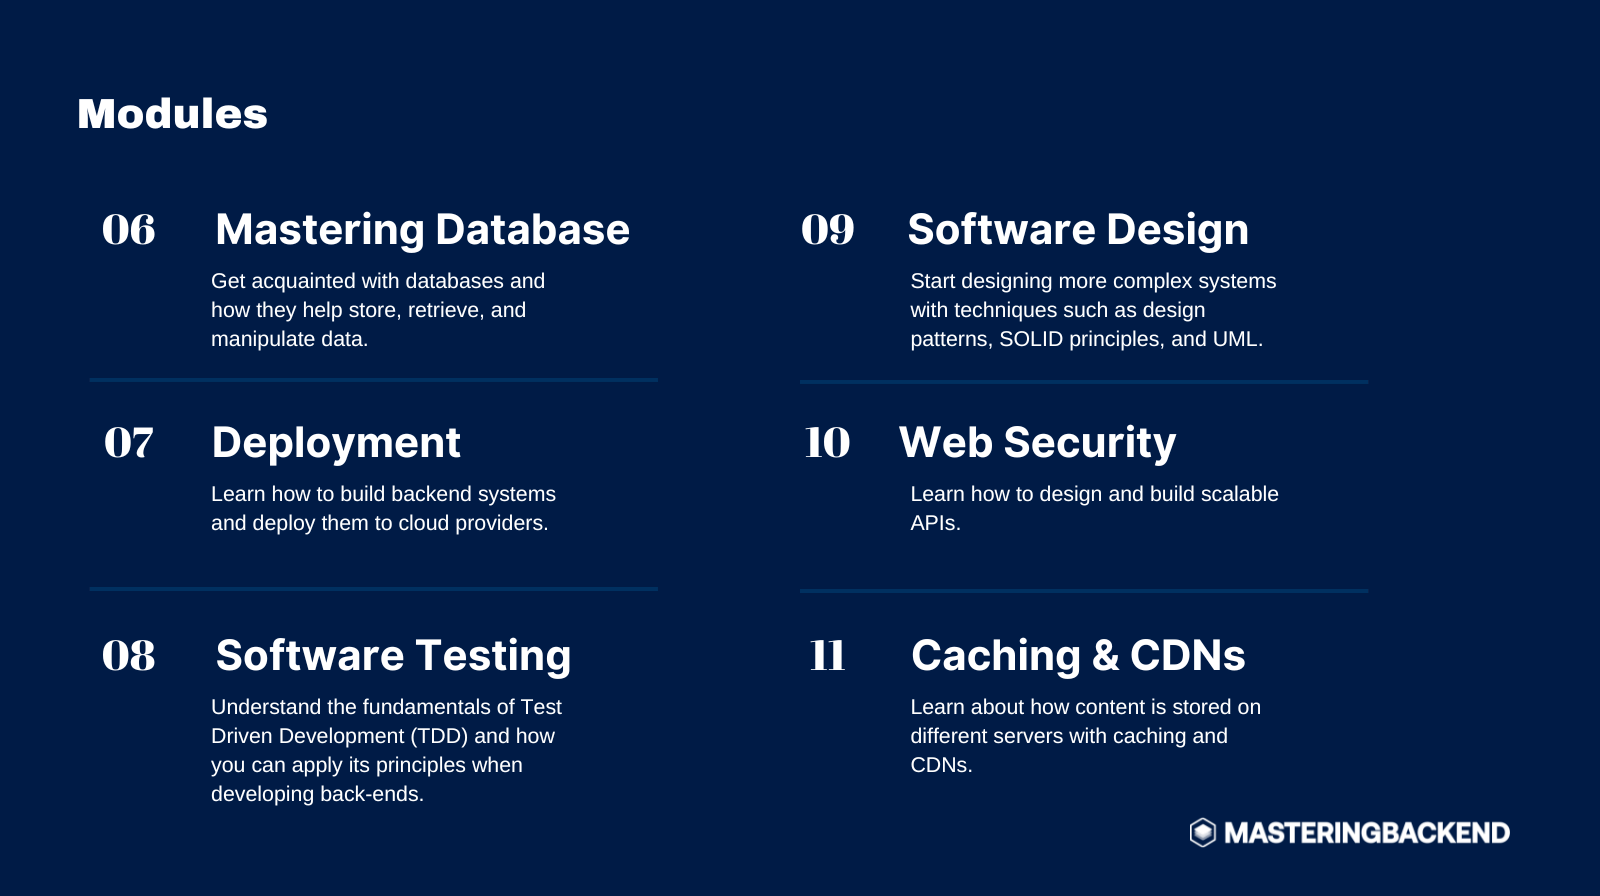 Modules
06
Mastering Database
Get acquainted with databases and
how they help store, retrieve, and
manipulate data.
07
Deployment
Learn how to build backend systems
and deploy them to cloud providers.
08
Software Testing
Understand the fundamentals of Test
Driven Development (TDD) and how
you can apply its principles when
developing back-ends.
09
Software Design
Start designing more complex systems
with techniques such as design
patterns, SOLID principles, and UML.
10
Web Security
Learn how to design and build scalable
APIs.
11
Caching & CDNs
Learn about how content is stored on
different servers with caching and
CDNs.
MASTERINGBACKEND